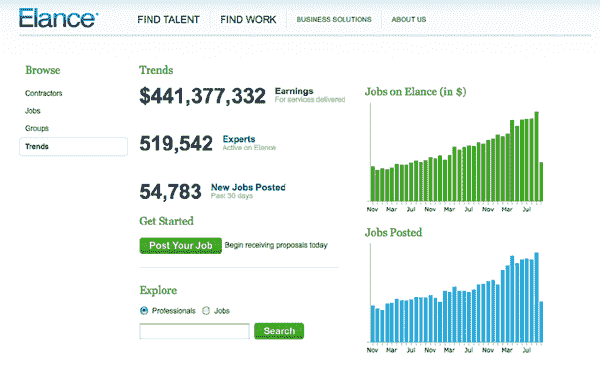 Elance
FIND TALENT FIND WORK BUSINESS SOLUTIONS ABOUT US
Browse
Contractors
Jobs
Groups
Trends
Trends
$441,377,332 Earnings
For services delivered
519,542 Experts
Active on Elance
54,783 New Jobs Posted
Past 30 days
Get Started
Post Your Job Begin receiving proposals today
Explore
Professionals Jobs
Search
Jobs on Elance (in $)
Nov Mar Jul Nov Mar Jul Nov Mar Jul
Jobs Posted
Nov Mar Jul Nov Mar Jul Nov Mar Jul